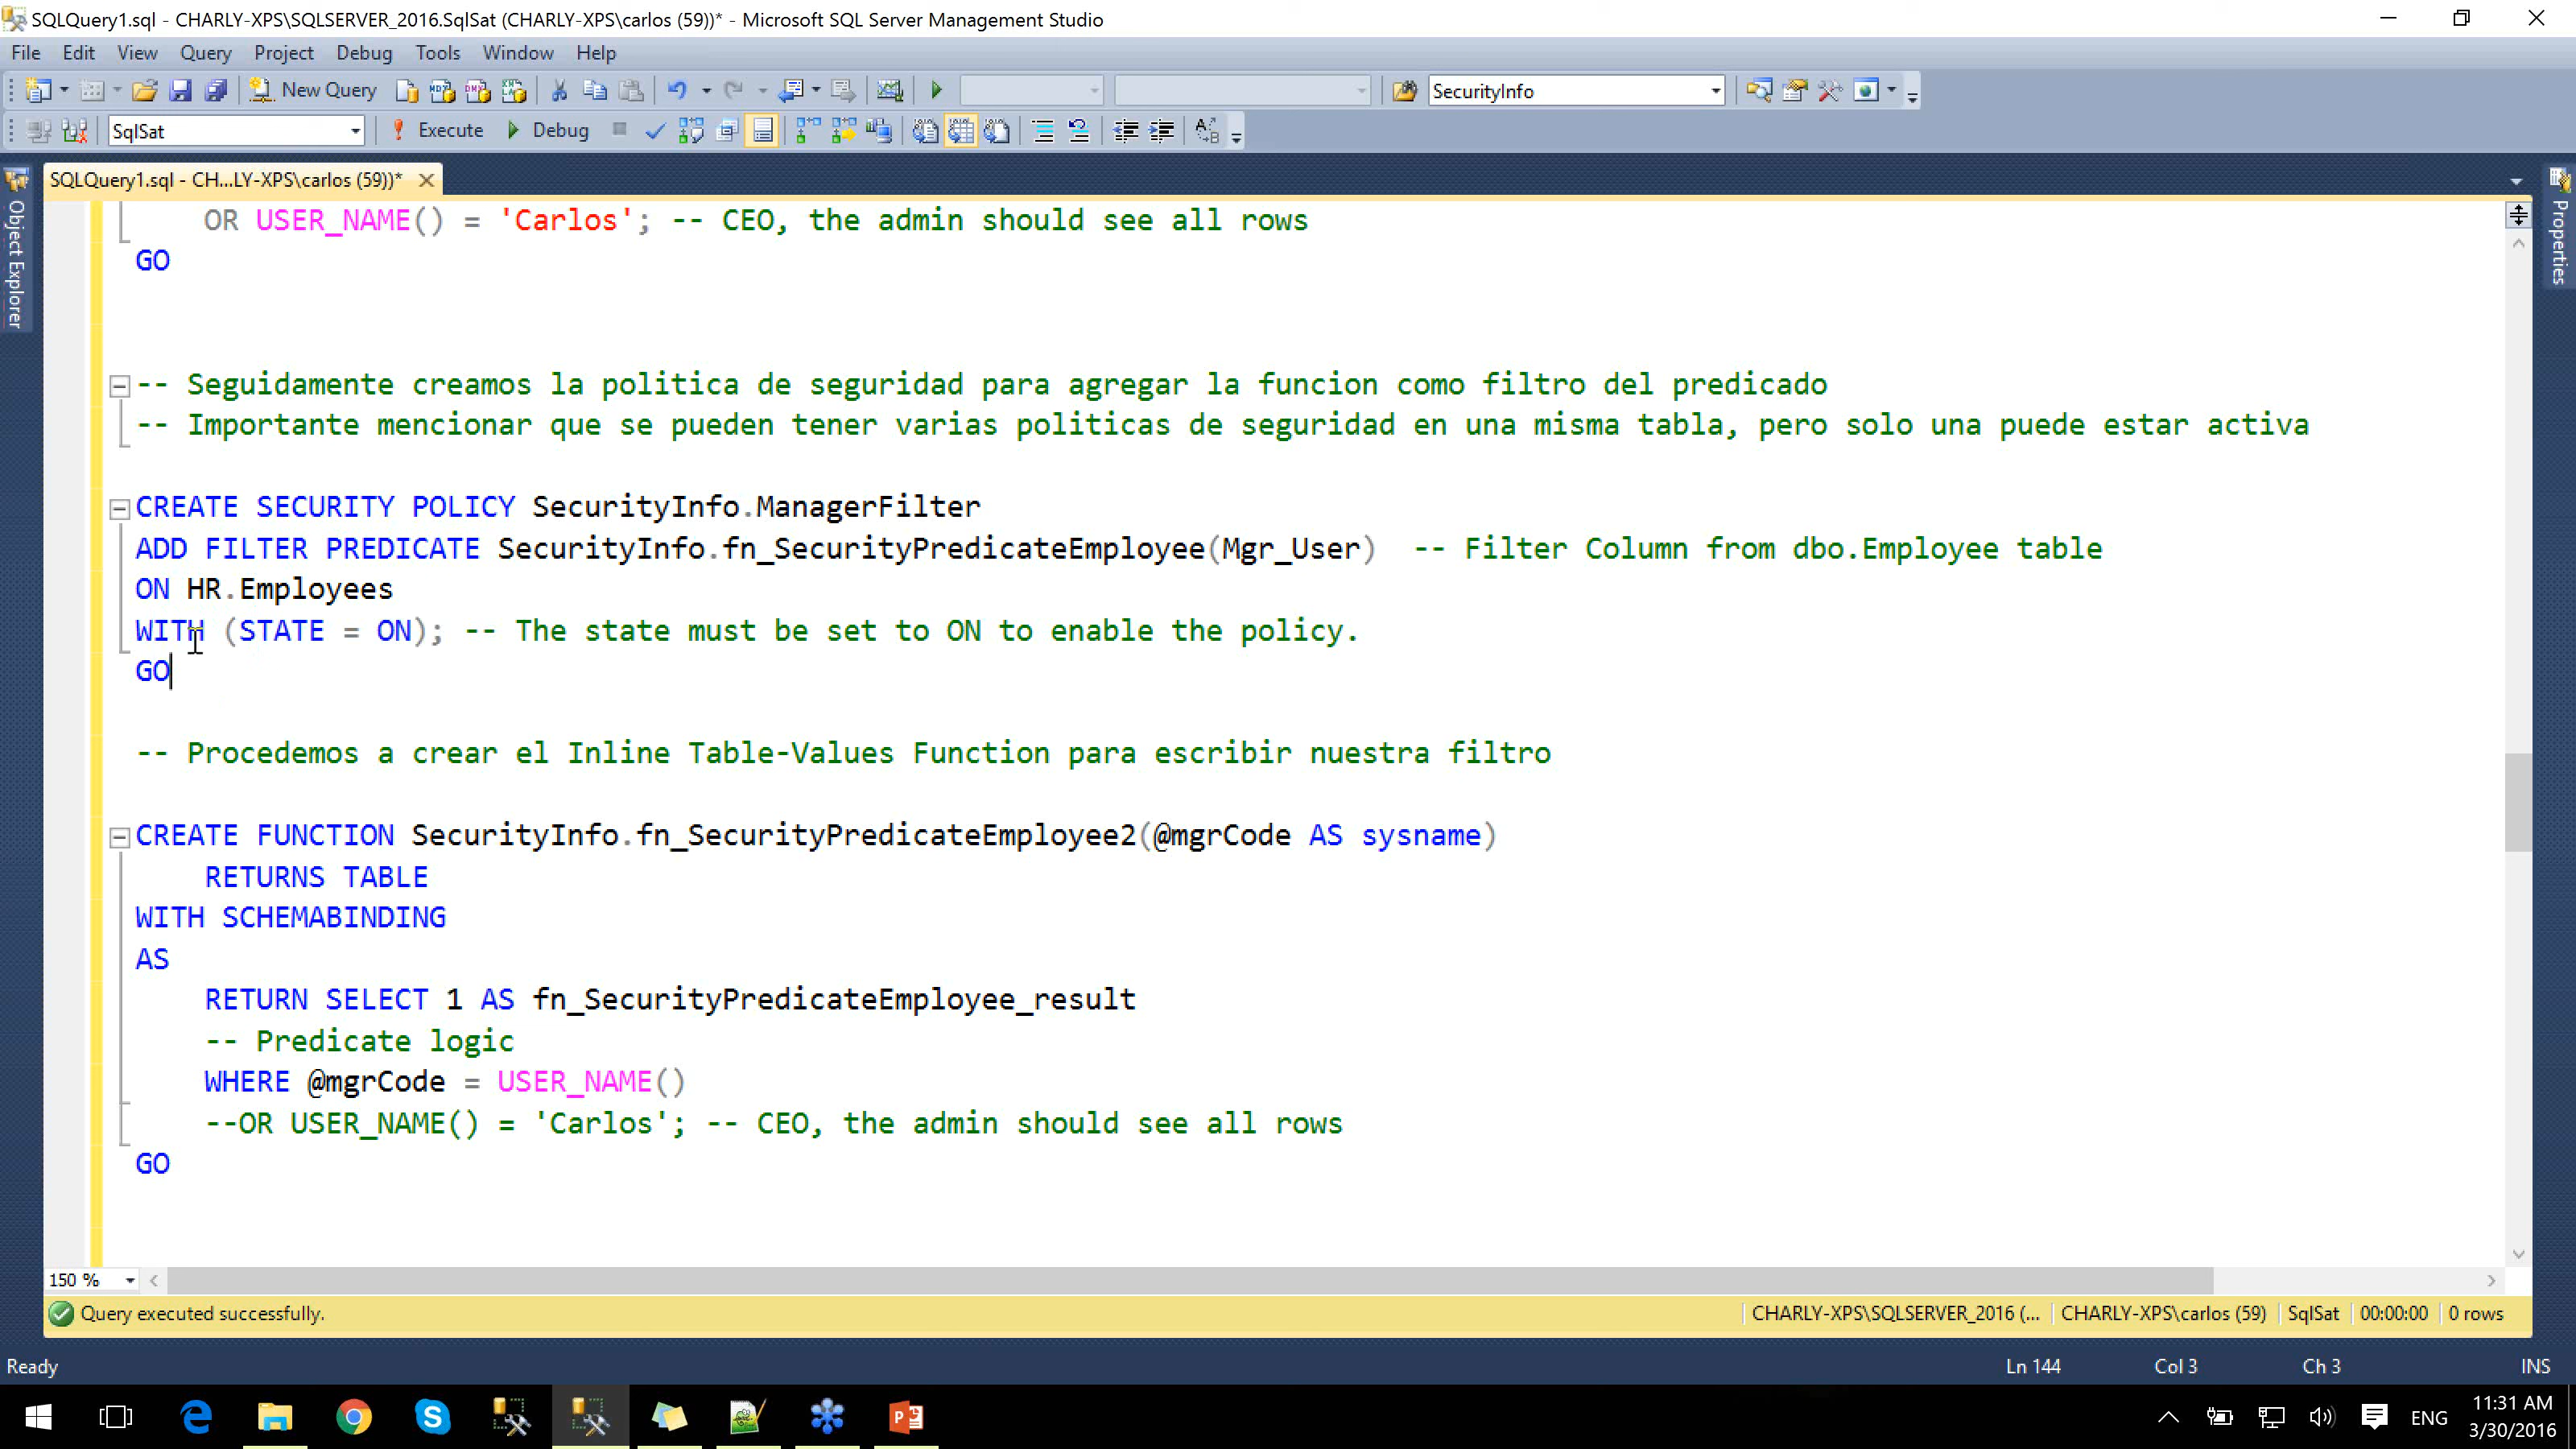 SQLQuery1.sql - CHARLY-XPS\SQLSERVER_2016.SqlSat (CHARLY-XPS\carlos (59))* - Microsoft SQL Server Management Studio
File Edit View Query Project Debug Tools Window Help
New Query SecurityInfo
SqlSat Execute Debug
SQLQuery1.sql - CH...LY-XPS\carlos (59))*
Object Explorer
Properties
OR USER_NAME() = 'Carlos'; -- CEO, the admin should see all rows
GO
-- Seguidamente creamos la politica de seguridad para agregar la funcion como filtro del predicado
-- Importante mencionar que se pueden tener varias politicas de seguridad en una misma tabla, pero solo una puede estar activa
CREATE SECURITY POLICY SecurityInfo.ManagerFilter
ADD FILTER PREDICATE SecurityInfo.fn_SecurityPredicateEmployee(Mgr_User) -- Filter Column from dbo.Employee table
ON HR.Employees
WITH (STATE = ON); -- The state must be set to ON to enable the policy.
GO
-- Procedemos a crear el Inline Table-Values Function para escribir nuestra filtro
CREATE FUNCTION SecurityInfo.fn_SecurityPredicateEmployee2(@mgrCode AS sysname)
RETURNS TABLE
WITH SCHEMABINDING
AS
RETURN SELECT 1 AS fn_SecurityPredicateEmployee_result
-- Predicate logic
WHERE @mgrCode = USER_NAME()
--OR USER_NAME() = 'Carlos'; -- CEO, the admin should see all rows
GO
150 %
Query executed successfully. CHARLY-XPS\SQLSERVER_2016 (... CHARLY-XPS\carlos (59) SqlSat 00:00:00 0 rows
Ready Ln 144 Col 3 Ch 3 INS
ENG
11:31 AM
3/30/2016